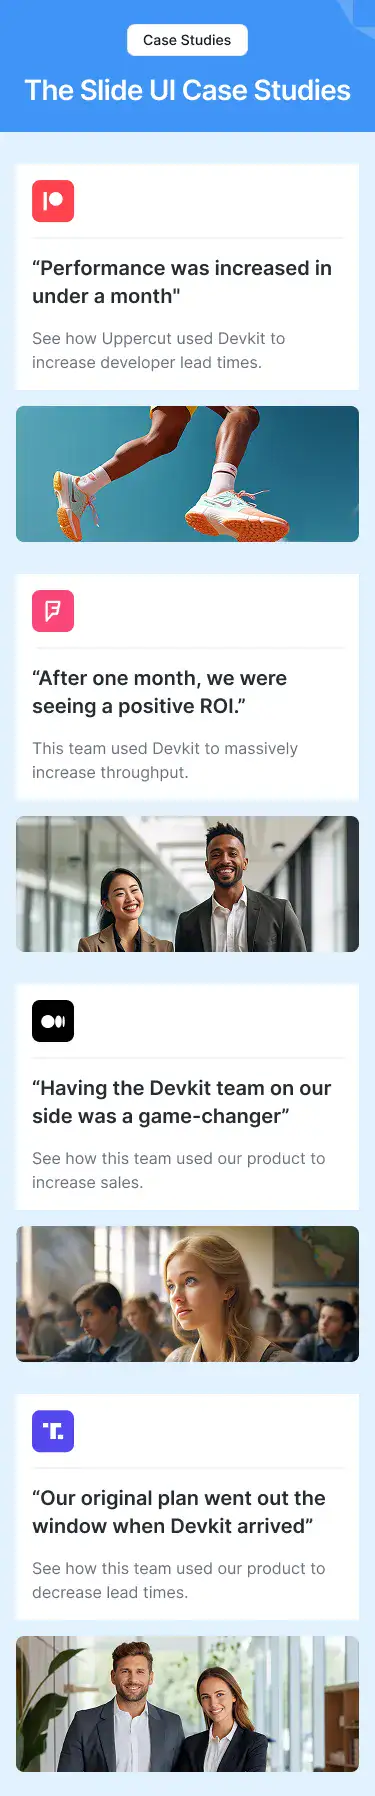 Case Studies
The Slide UI Case Studies
“Performance was increased in
under a month"
See how Uppercut used Devkit to
increase developer lead times.
“After one month, we were
seeing a positive ROI.”
This team used Devkit to massively
increase throughput.
“Having the Devkit team on our
side was a game-changer”
See how this team used our product to
increase sales.
“Our original plan went out the
window when Devkit arrived”
See how this team used our product to
decrease lead times.